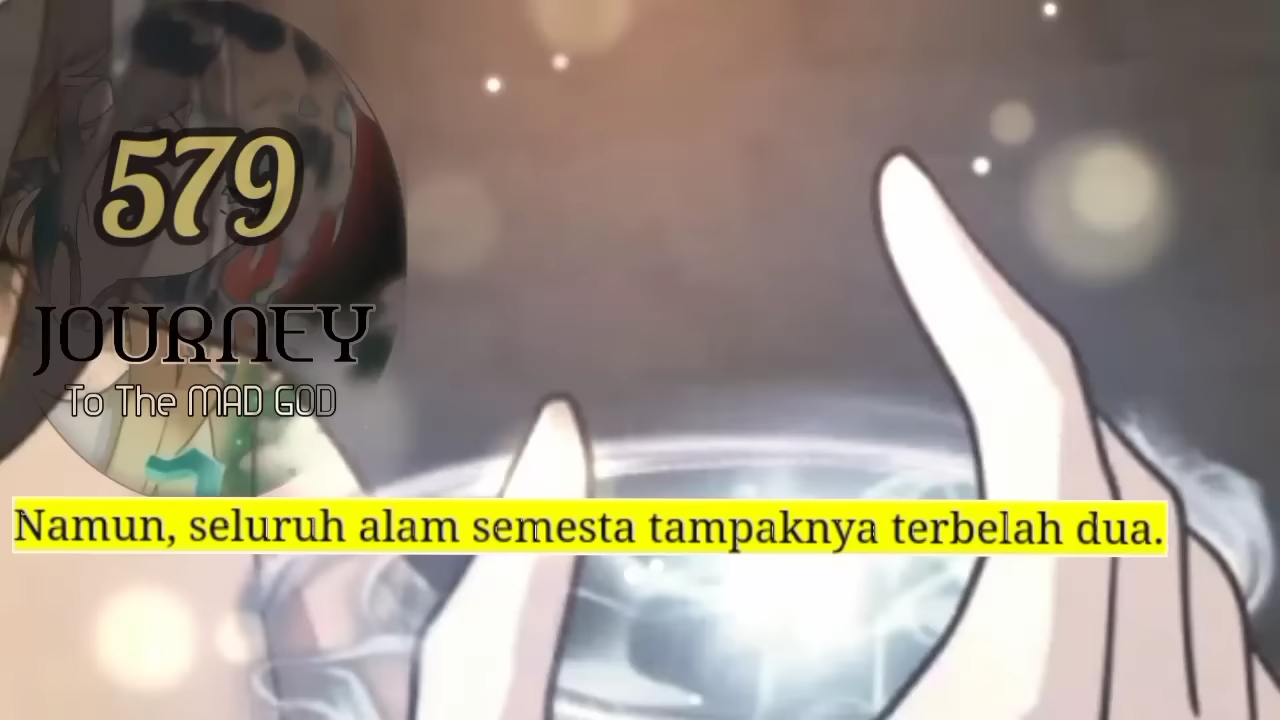 579
JOURNEY
To The MAD GOD
Namun, seluruh alam semesta tampaknya terbelah dua.